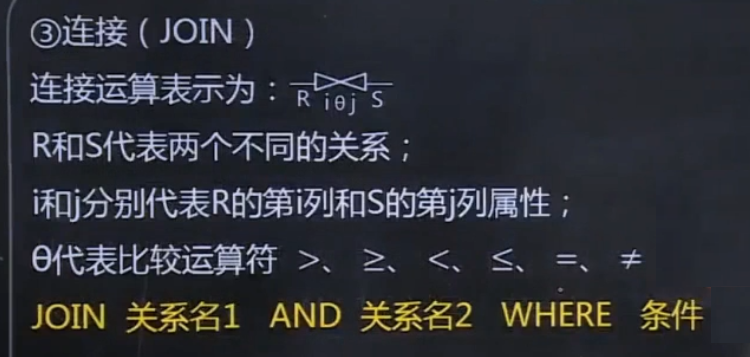 ③连接（JOIN）
连接运算表示为：R⋈S iθj
R和S代表两个不同的关系；
i和j分别代表R的第i列和S的第j列属性；
θ代表比较运算符 >、 ≥、 <、 ≤、 =、 ≠
JOIN 关系名1 AND 关系名2 WHERE 条件